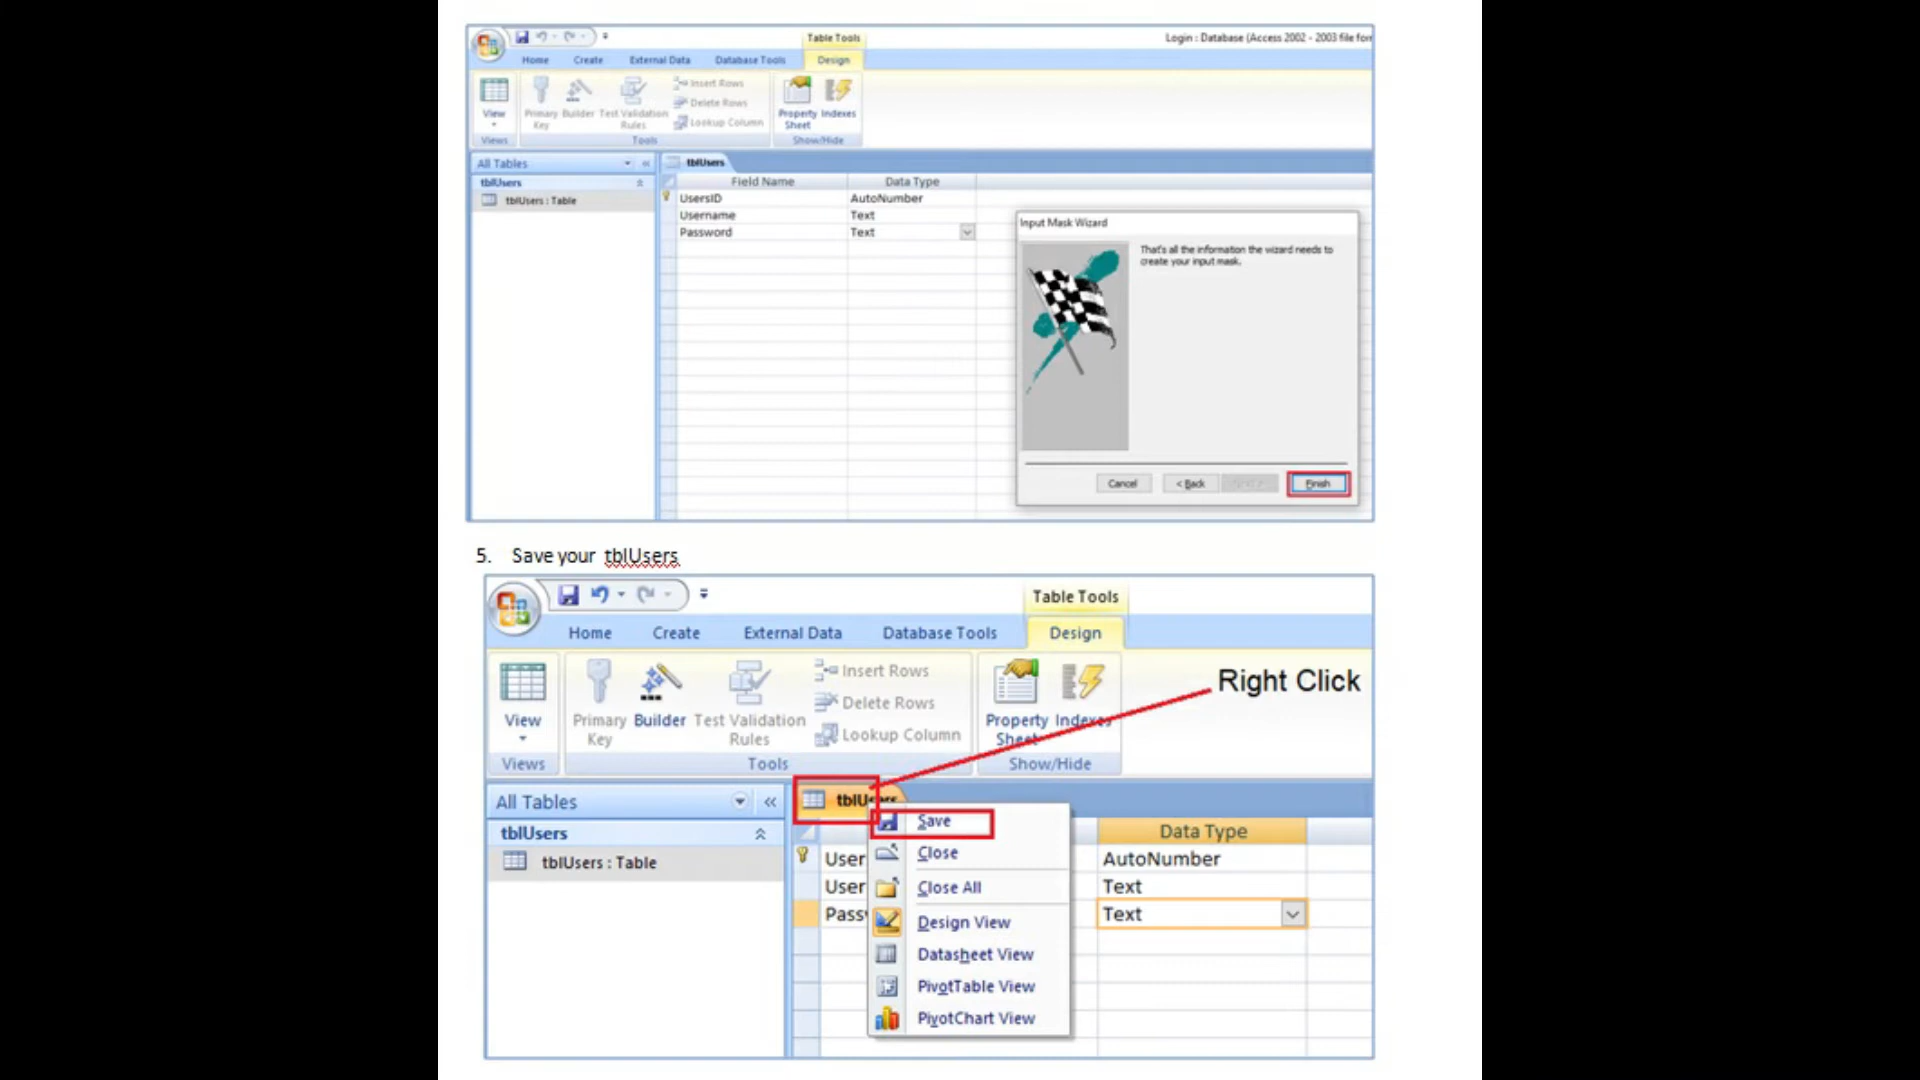 Table Tools
Login : Database (Access 2002 - 2003 file for
Home Create External Data Database Tools Design
View
Primary Key
Builder
Test Validation Rules
Insert Rows
Delete Rows
Lookup Column
Property Sheet
Indexes
Views Tools Show/Hide
All Tables
tblUsers
tblUsers : Table
tblUsers
Field Name Data Type
UsersID AutoNumber
Username Text
Password Text
Input Mask Wizard
That's all the information the wizard needs to
create your input mask.
Cancel < Back Finish
5. Save your tblUsers
Table Tools
Home Create External Data Database Tools Design
View
Primary Key
Builder
Test Validation Rules
Insert Rows
Delete Rows
Lookup Column
Property Sheet
Indexes
Right Click
Views Tools Show/Hide
All Tables
tblUsers
tblUsers : Table
tblUsers
Save
Close
Close All
Design View
Datasheet View
PivotTable View
PivotChart View
Data Type
User AutoNumber
User Text
Passw Text